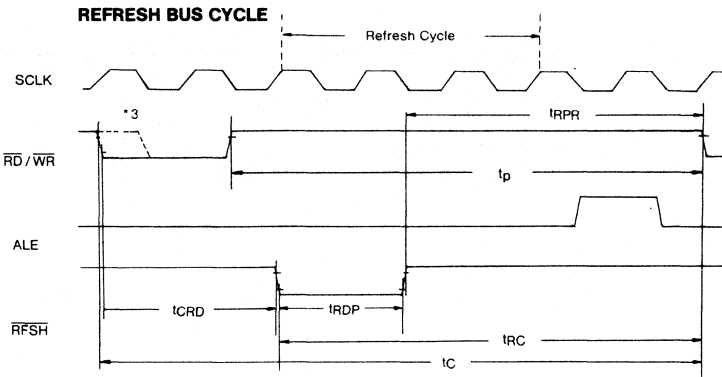 REFRESH BUS CYCLE
Refresh Cycle
SCLK
*3
tRPR
RD / WR
tp
ALE
tCRD
tRDP
RFSH
tRC
tC